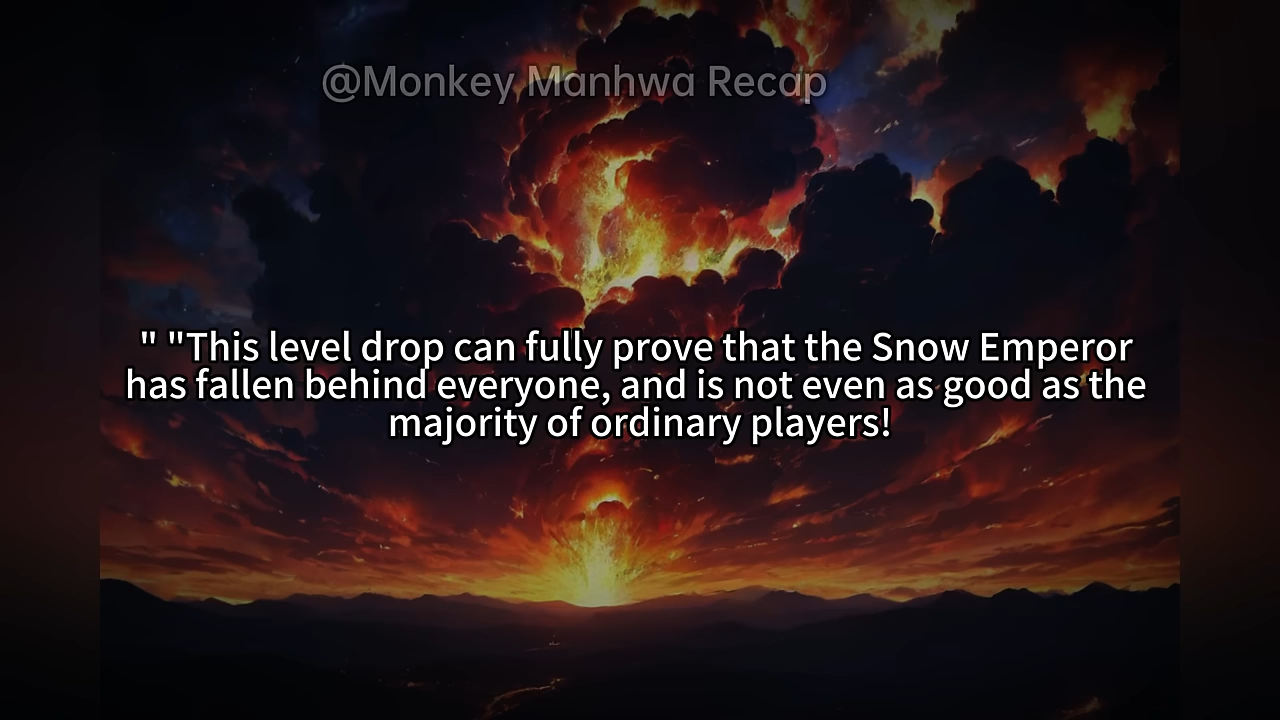 @Monkey Manhwa Recap
" "This level drop can fully prove that the Snow Emperor
has fallen behind everyone, and is not even as good as the
majority of ordinary players!